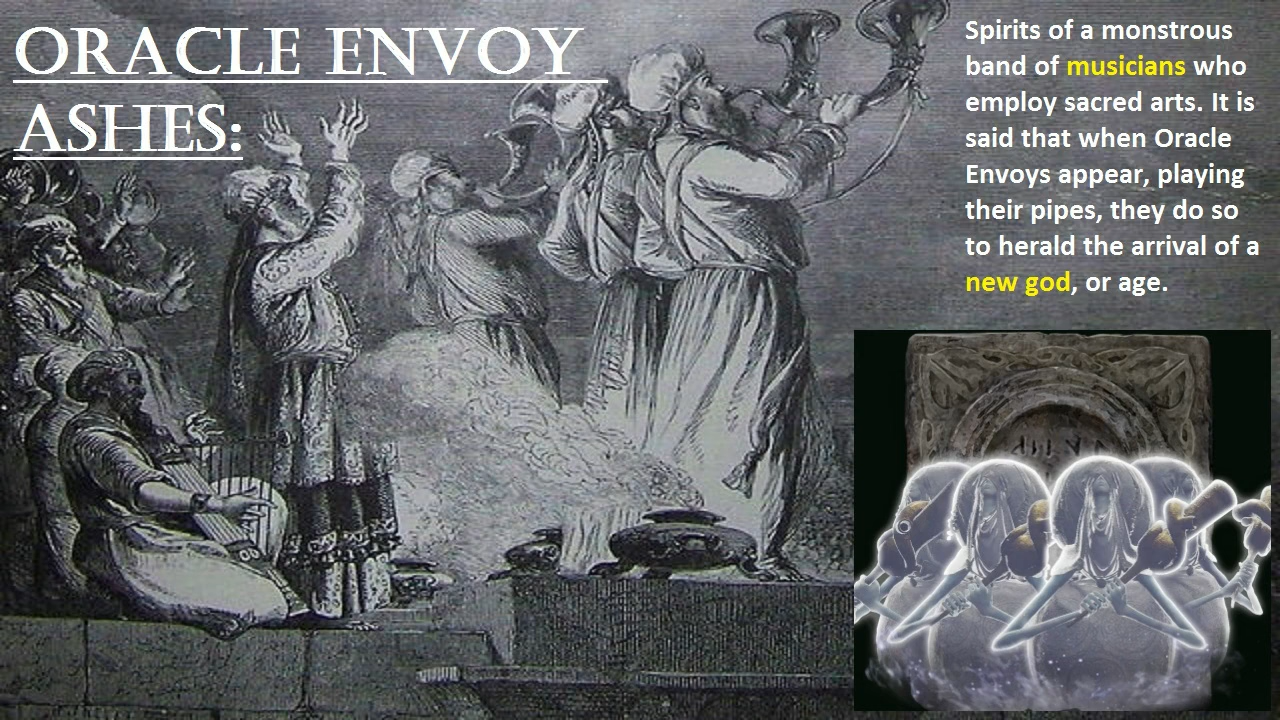 ORACLE ENVOY
ASHES:
Spirits of a monstrous
band of musicians who
employ sacred arts. It is
said that when Oracle
Envoys appear, playing
their pipes, they do so
to herald the arrival of a
new god, or age.